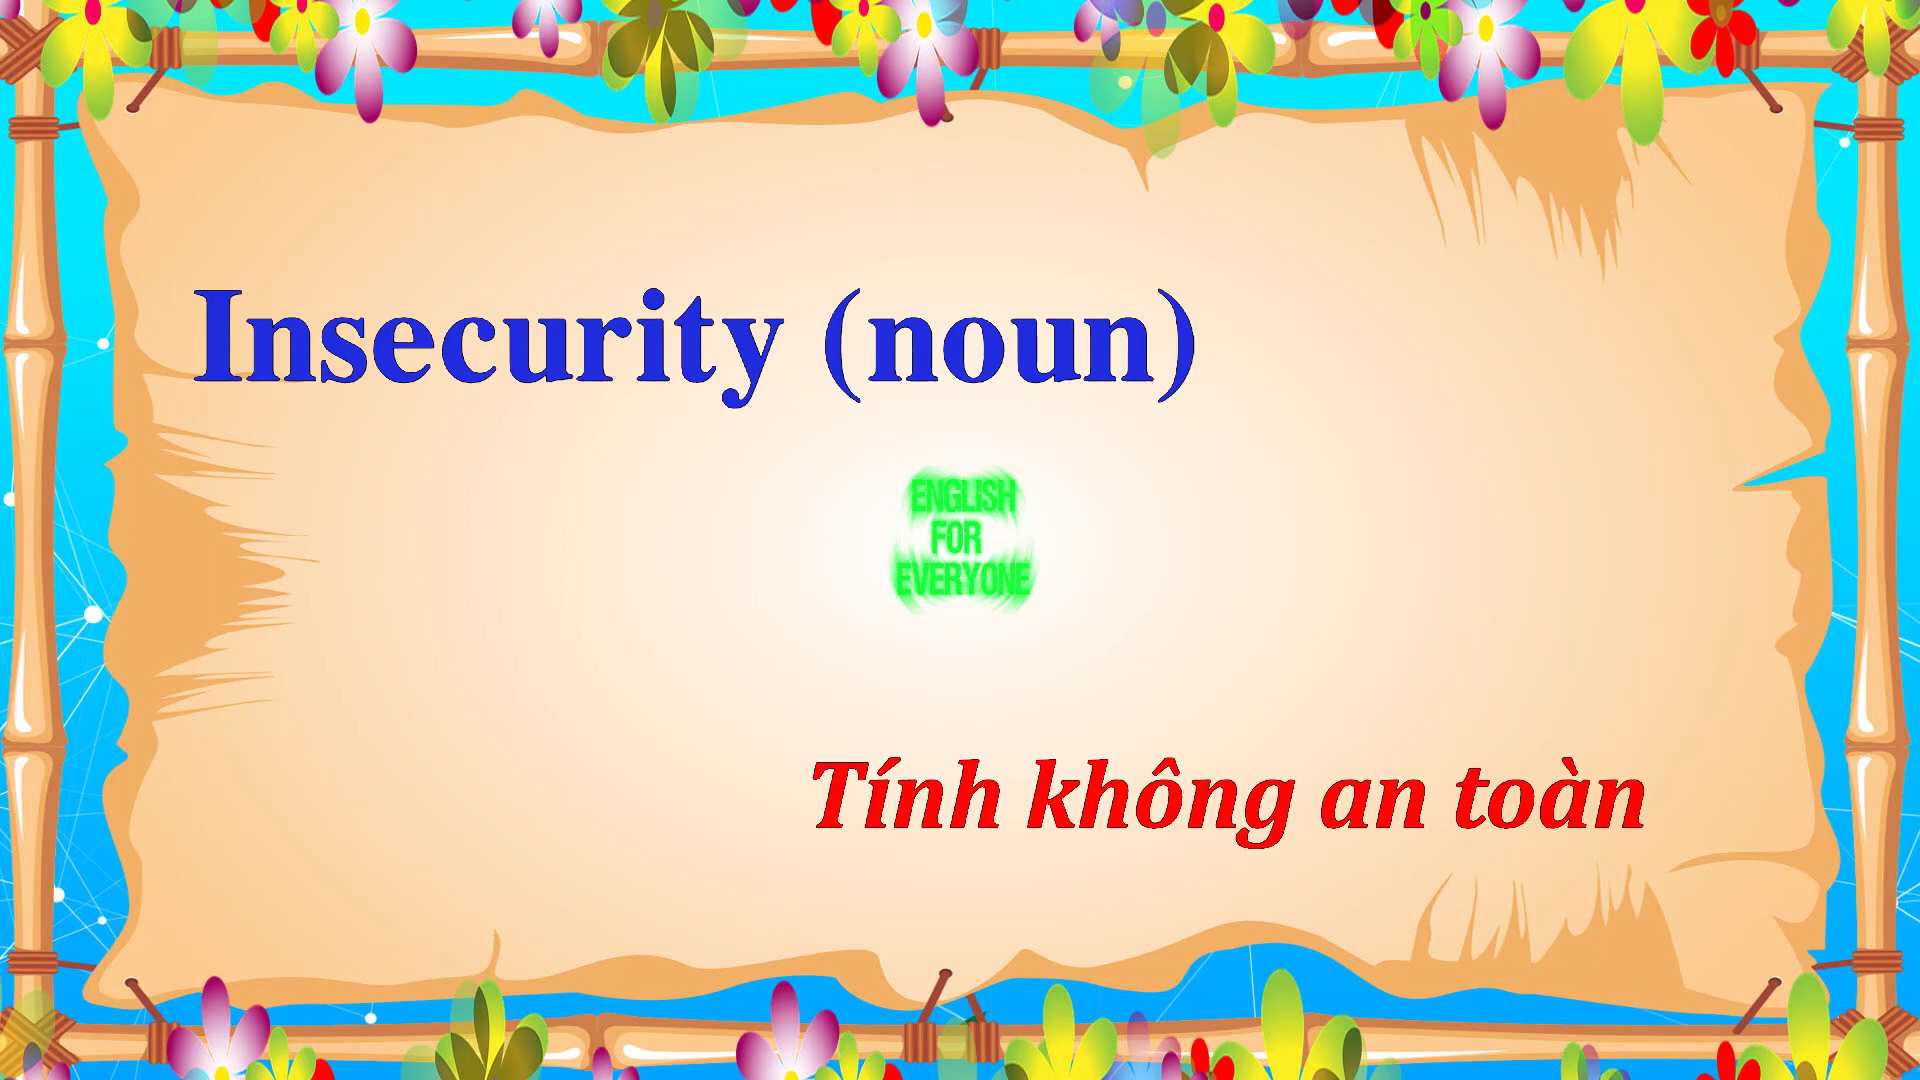 Insecurity (noun)
ENGLISH
FOR
EVERYONE
Tính không an toàn